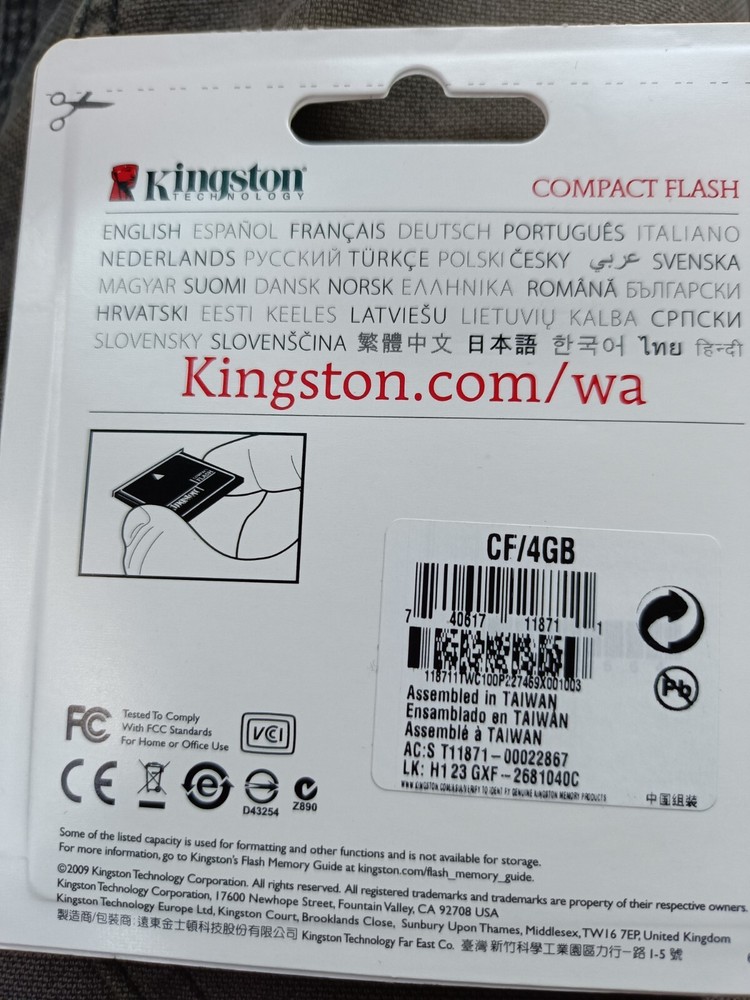 Kingston
TECHNOLOGY
COMPACT FLASH
ENGLISH ESPAÑOL FRANÇAIS DEUTSCH PORTUGUÊS ITALIANO
NEDERLANDS РУССКИЙ TÜRKÇE POLSKI ČESKY عربي SVENSKA
MAGYAR SUOMI DANSK NORSK ΕΛΛΗΝΙΚΑ ROMÂNĂ БЪЛГАРСКИ
HRVATSKI EESTI KEELES LATVIEŠU LIETUVIŲ KALBA СРПСКИ
SLOVENSKY SLOVENŠČINA 繁體中文 日本語 한국어 ไทย हिन्दी
Kingston.com/wa
FLASH
Kingston
CF/4GB
7 40617 11871 1
118711TWC100P227469X001003
Assembled in TAIWAN
Ensamblado en TAIWAN
Assemblé à TAIWAN
AC:S T11871-00022867
LK: H123 GXF-2681040C
中国组装
Pb
FC
Tested To Comply
With FCC Standards
For Home or Office Use
VCI
CE
e
D43254
Z890
Some of the listed capacity is used for formatting and other functions and is not available for storage.
For more information, go to Kingston's Flash Memory Guide at kingston.com/flash_memory_guide.
©2009 Kingston Technology Corporation. All rights reserved. All registered trademarks and trademarks are property of their respective owners.
Kingston Technology Corporation, 17600 Newhope Street, Fountain Valley, CA 92708 USA
Kingston Technology Europe Ltd, Kingston Court, Brooklands Close, Sunbury Upon Thames, Middlesex, TW16 7EP, United Kingdom
製造商/包裝商: 遠東金士頓科技股份有限公司 Kingston Technology Far East Co. 臺灣新竹科學工業園區力行一路 1-5 號